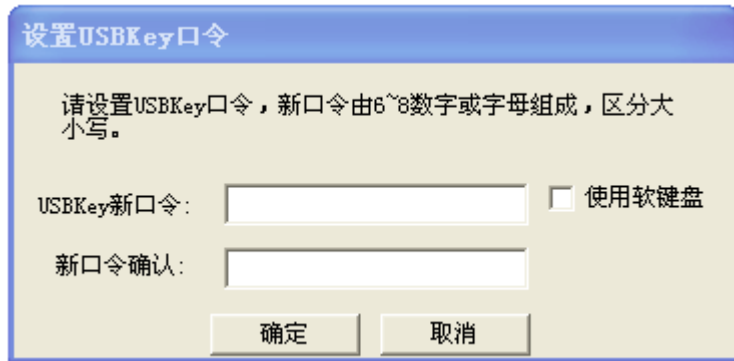 设置USBKey口令
请设置USBKey口令，新口令由6~8数字或字母组成，区分大
小写。
USBKey新口令:
使用软键盘
新口令确认:
确定
取消